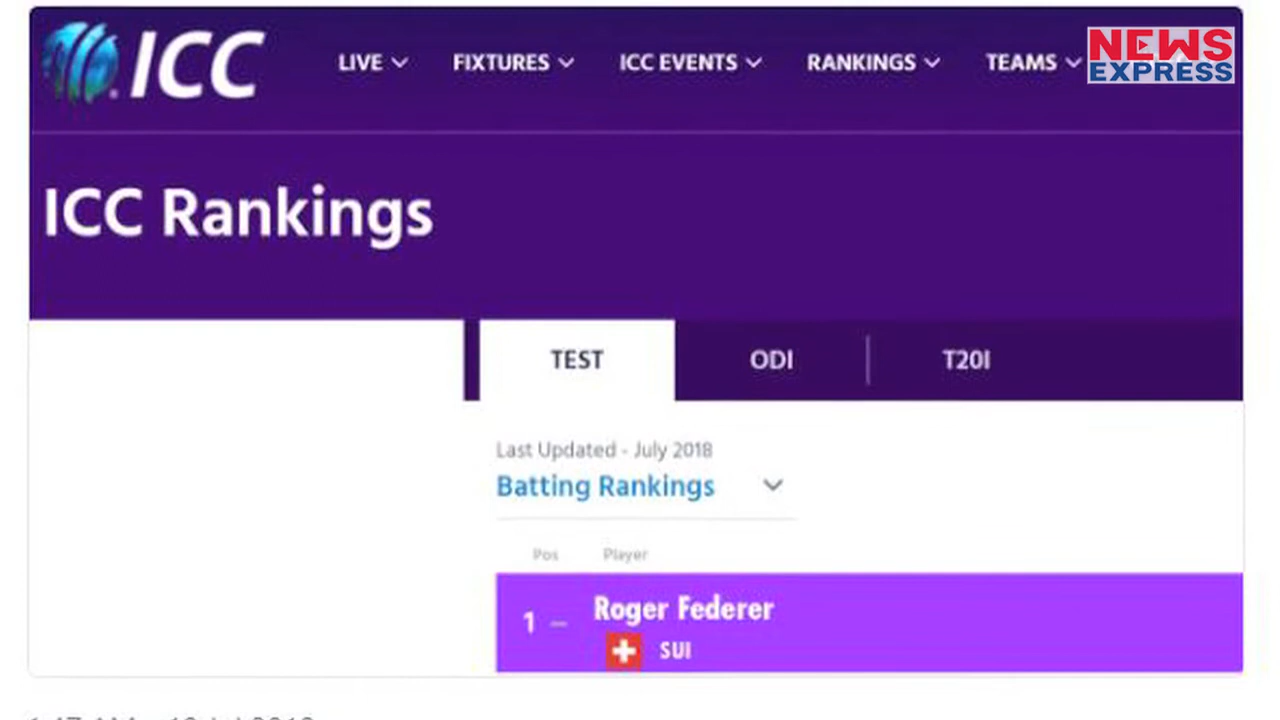 ICC
LIVE FIXTURES ICC EVENTS RANKINGS TEAMS
NEWS
EXPRESS
ICC Rankings
TEST ODI T20I
Last Updated - July 2018
Batting Rankings
Pos Player
1 – Roger Federer
SUI